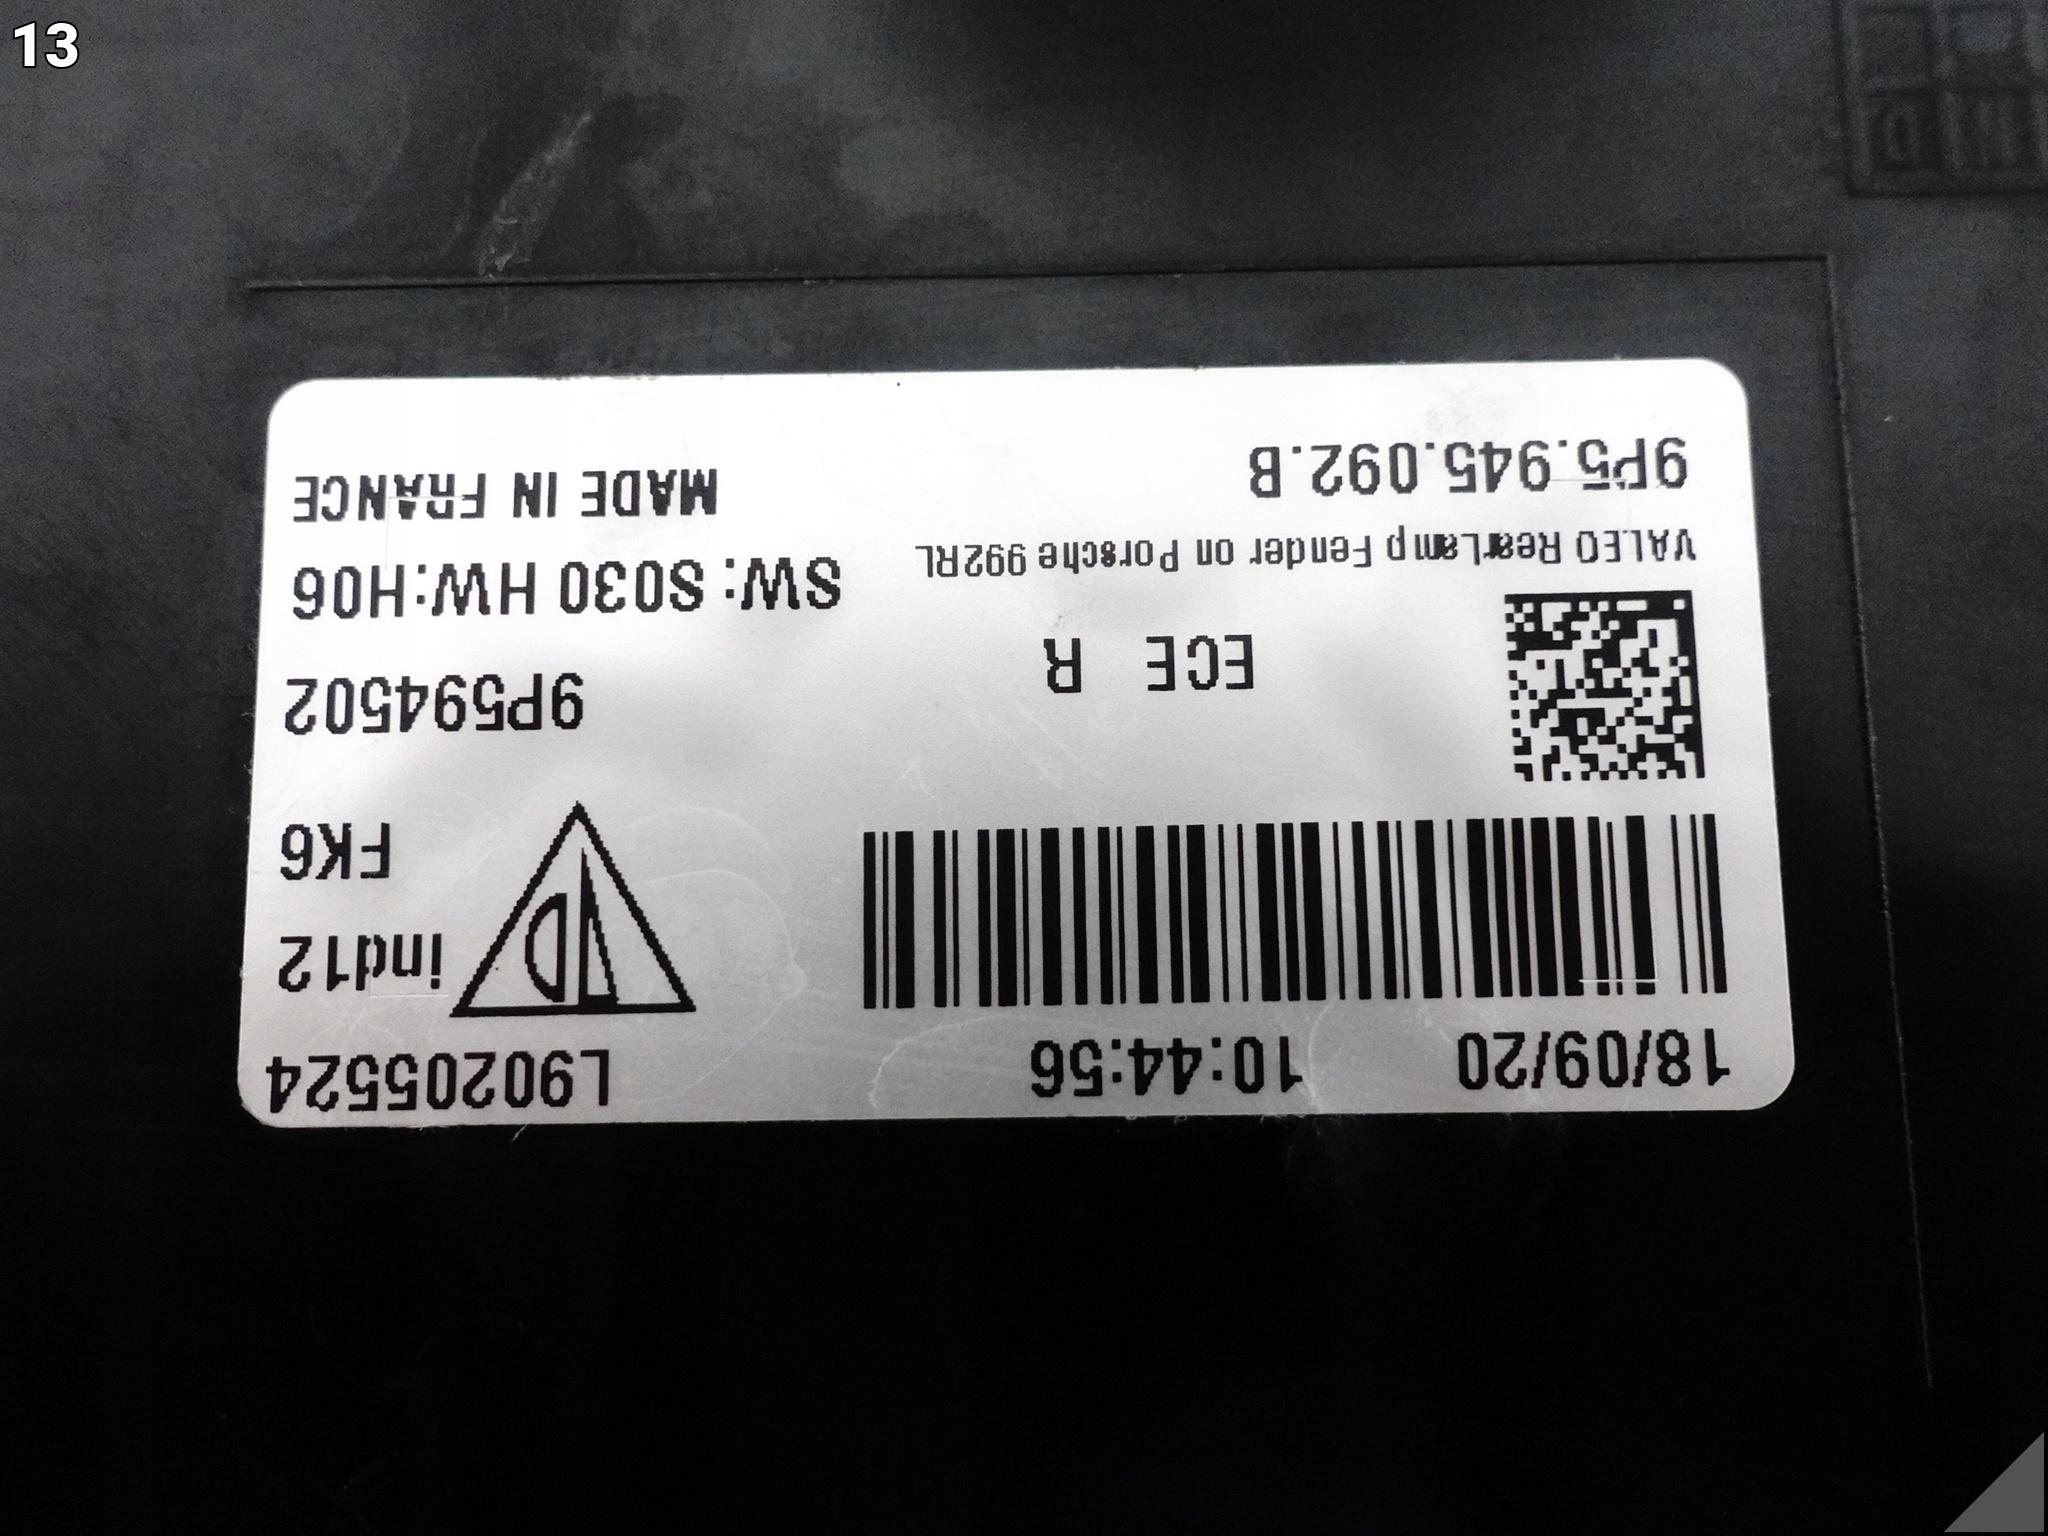 13
18/09/20 10:44:56 L90205524
ind12
FK6
9P594502
ECE R
SW: S030 HW:H06
VALEO RearLamp Fender on Porsche 992RL
9P5.945.092.B
MADE IN FRANCE